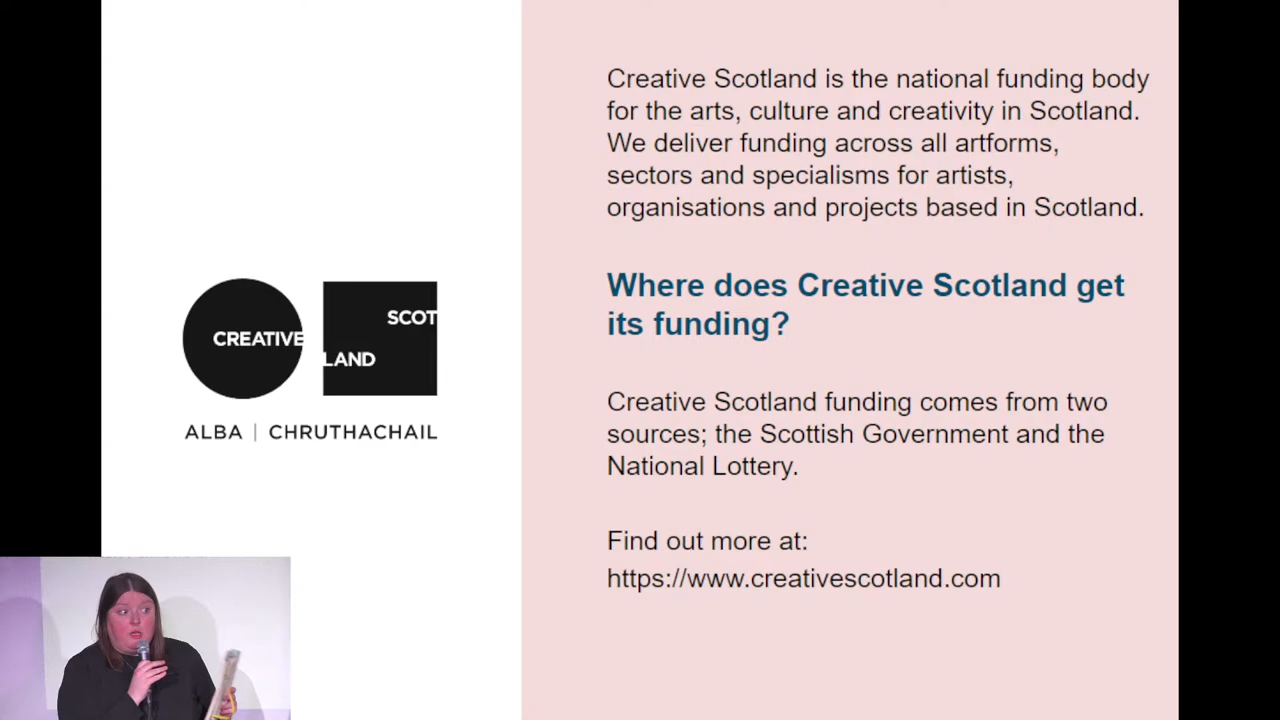 Creative Scotland is the national funding body
for the arts, culture and creativity in Scotland.
We deliver funding across all artforms,
sectors and specialisms for artists,
organisations and projects based in Scotland.
Where does Creative Scotland get
its funding?
Creative Scotland funding comes from two
sources; the Scottish Government and the
National Lottery.
Find out more at:
https://www.creativescotland.com
CREATIVE
SCOT
LAND
ALBA | CHRUTHACHAIL